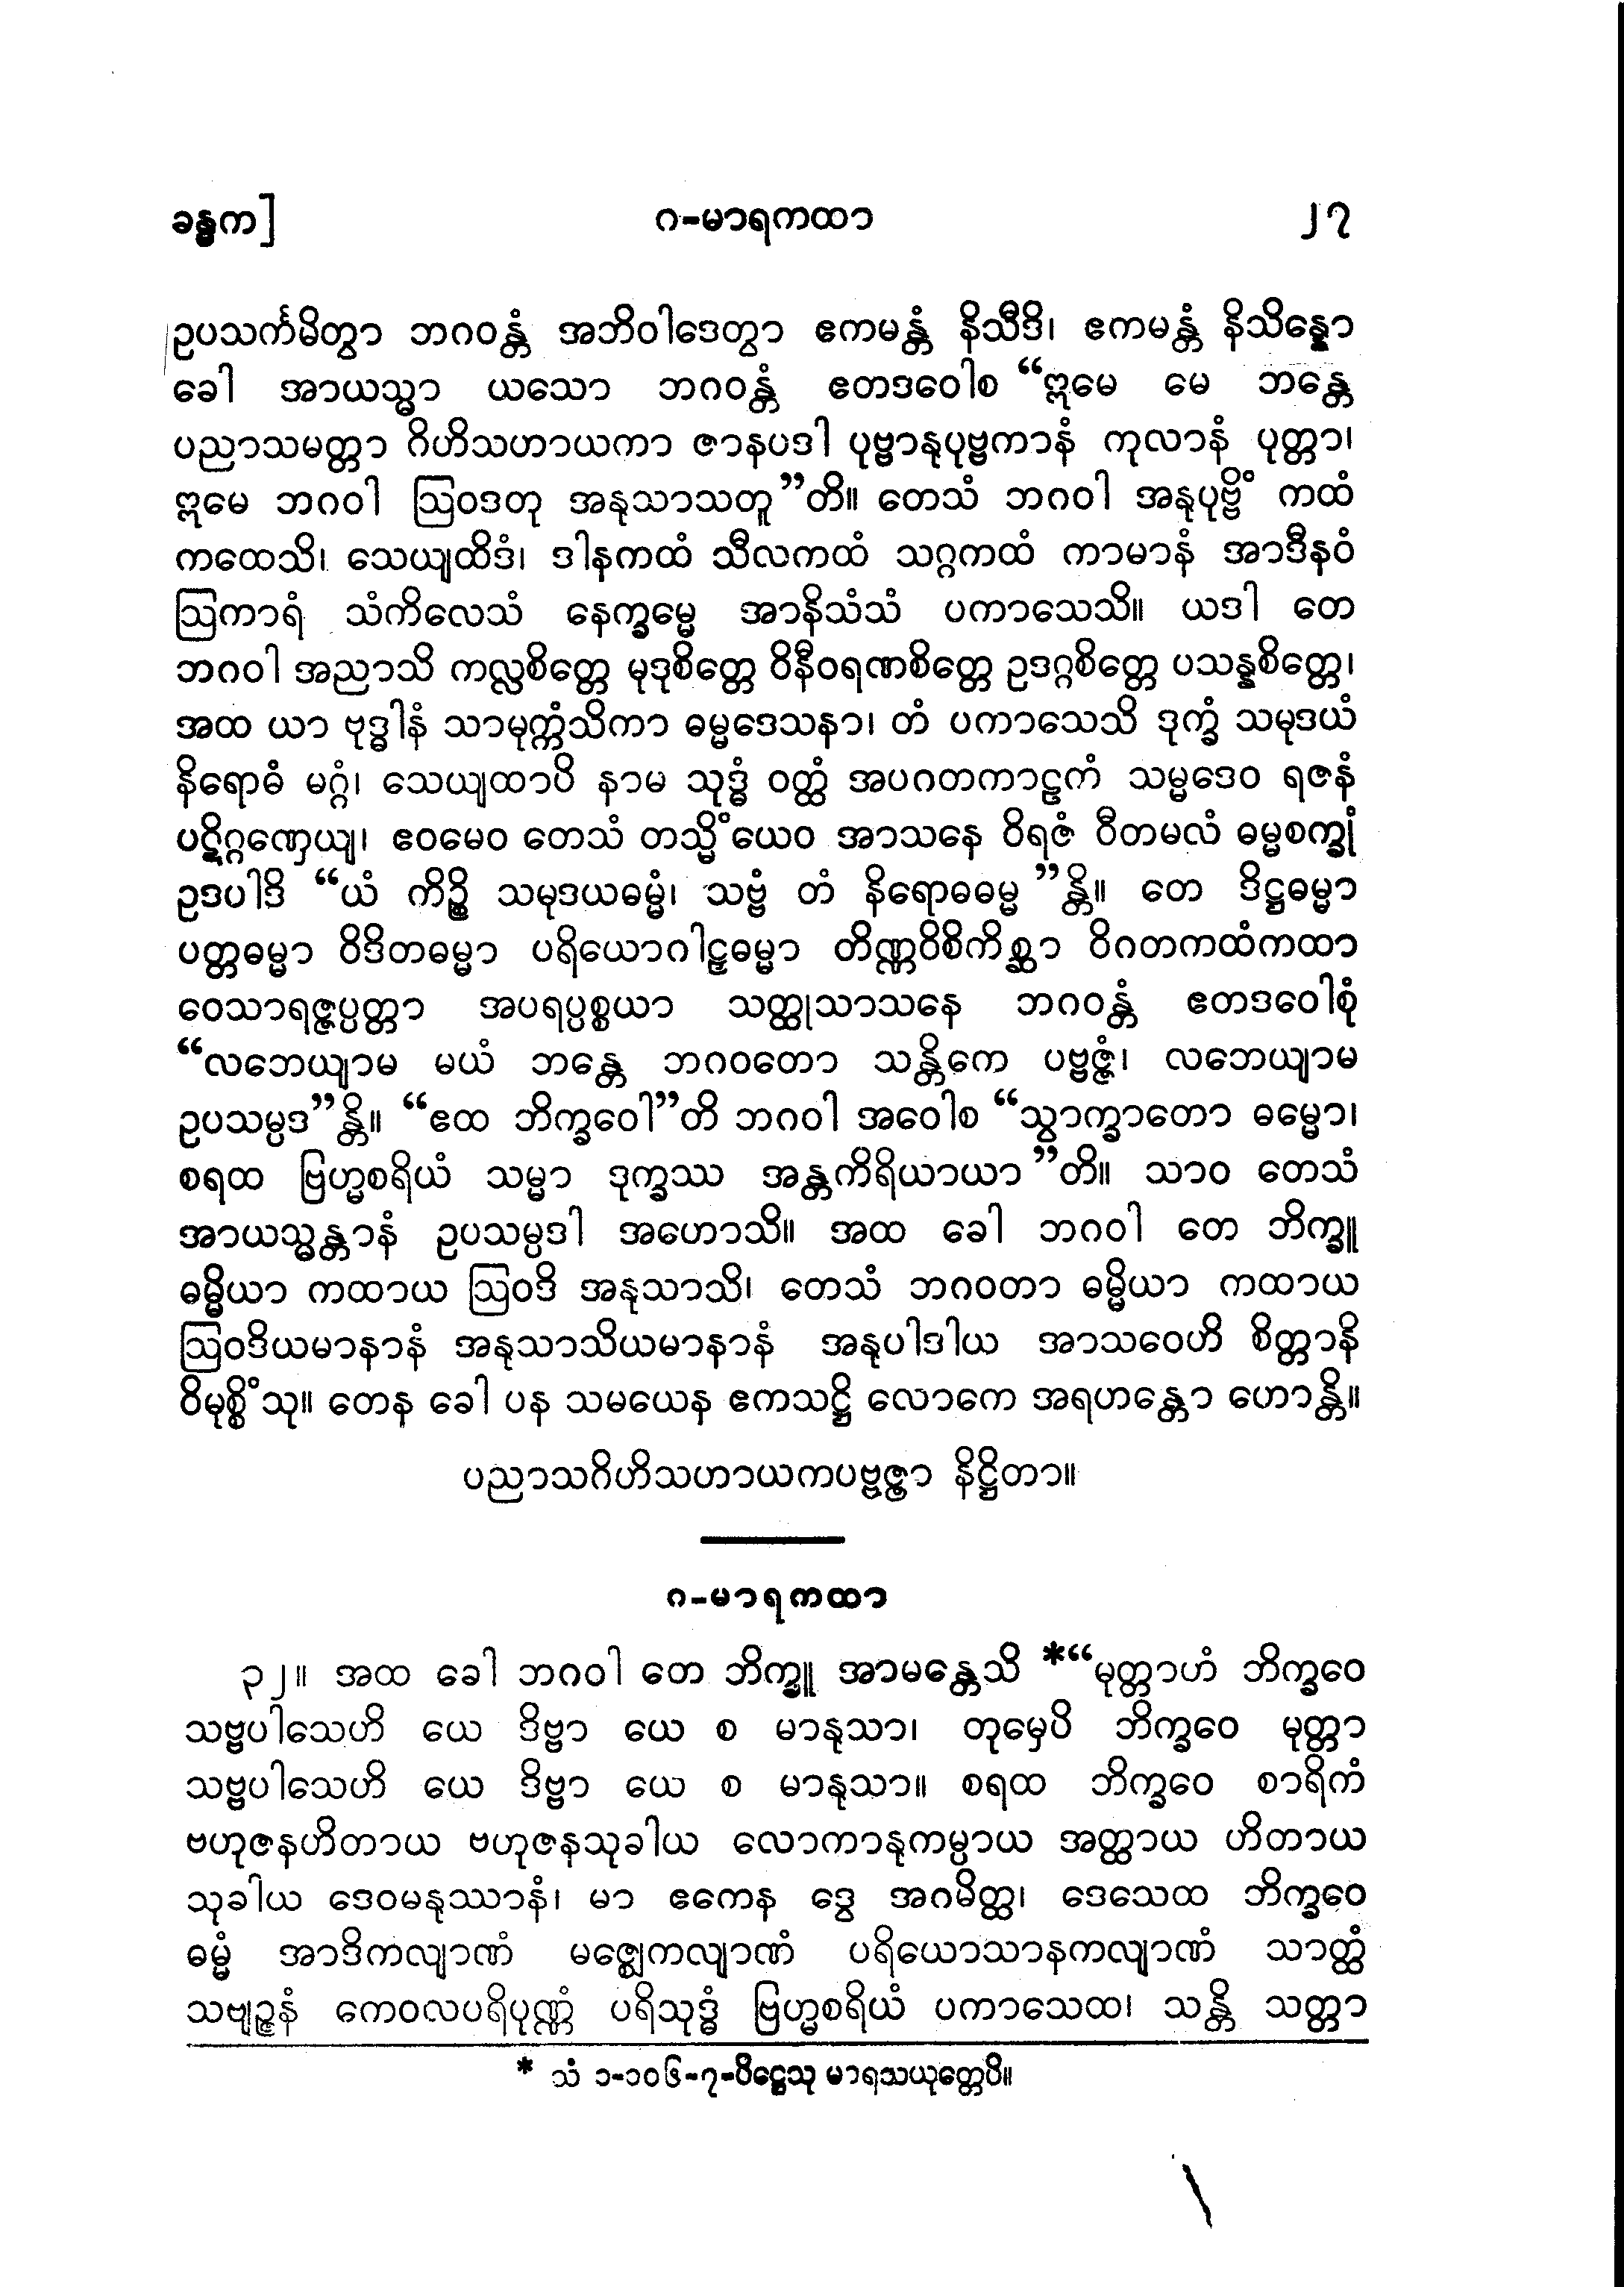 ခန္ဓက]
ဂ-မာရကထာ
၂၇
ဥပသင်္ကမိတွာ ဘဂဝန္တံ အဘိဝါဒေတွာ ဧကမန္တံ နိသီဒိ၊ ဧကမန္တံ နိသိန္နော
ခေါ အာယသ္မာ ယသော ဘဂဝန္တံ ဧတဒဝေါစ “ဣမေ မေ ဘန္တေ
ပညာသမတ္တာ ဂိဟိသဟာယကာ ဇာနပဒါ ပုဗ္ဗာနုပုဗ္ဗကာနံ ကုလာနံ ပုတ္တာ၊
ဣမေ ဘဂဝါ ဩဝဒတု အနုသာသတူ”တိ။ တေသံ ဘဂဝါ အနုပုဗ္ဗိံ ကထံ
ကထေသိ၊ သေယျထိဒံ၊ ဒါနကထံ သီလကထံ သဂ္ဂကထံ ကာမာနံ အာဒီနဝံ
ဩကာရံ သံကိလေသံ နေက္ခမ္မေ အာနိသံသံ ပကာသေသိ။ ယဒါ တေ
ဘဂဝါ အညာသိ ကလ္လစိတ္တေ မုဒုစိတ္တေ ဝိနီဝရဏစိတ္တေ ဥဒဂ္ဂစိတ္တေ ပသန္နစိတ္တေ၊
အထ ယာ ဗုဒ္ဓါနံ သာမုက္ကံသိကာ ဓမ္မဒေသနာ၊ တံ ပကာသေသိ ဒုက္ခံ သမုဒယံ
နိရောဓံ မဂ္ဂံ၊ သေယျထာပိ နာမ သုဒ္ဓံ ဝတ္ထံ အပဂတကာဠကံ သမ္မဒေဝ ရဇနံ
ပဋိဂ္ဂဏှေယျ၊ ဧဝမေဝ တေသံ တသ္မိံယေဝ အာသနေ ဝိရဇံ ဝီတမလံ ဓမ္မစက္ခုံ
ဥဒပါဒိ “ယံ ကိဉ္စိ သမုဒယဓမ္မံ၊ သဗ္ဗံ တံ နိရောဓဓမ္မ”န္တိ။ တေ ဒိဋ္ဌဓမ္မာ
ပတ္တဓမ္မာ ဝိဒိတဓမ္မာ ပရိယောဂါဠှဓမ္မာ တိဏ္ဏဝိစိကိစ္ဆာ ဝိဂတကထံကထာ
ဝေသာရဇ္ဇပ္ပတ္တာ အပရပ္ပစ္စယာ သတ္ထုသာသနေ ဘဂဝန္တံ ဧတဒဝေါစုံ
“လဘေယျာမ မယံ ဘန္တေ ဘဂဝတော သန္တိကေ ပဗ္ဗဇ္ဇံ၊ လဘေယျာမ
ဥပသမ္ပဒ”န္တိ။ “ဧထ ဘိက္ခဝေါ”တိ ဘဂဝါ အဝေါစ “သွာက္ခာတော ဓမ္မော၊
စရထ ဗြဟ္မစရိယံ သမ္မာ ဒုက္ခဿ အန္တကိရိယာယာ”တိ။ သာဝ တေသံ
အာယသ္မန္တာနံ ဥပသမ္ပဒါ အဟောသိ။ အထ ခေါ ဘဂဝါ တေ ဘိက္ခူ
ဓမ္မိယာ ကထာယ ဩဝဒိ အနုသာသိ၊ တေသံ ဘဂဝတာ ဓမ္မိယာ ကထာယ
ဩဝဒိယမာနာနံ အနုသာသိယမာနာနံ အနုပါဒါယ အာသဝေဟိ စိတ္တာနိ
ဝိမုစ္စိံသု။ တေန ခေါ ပန သမယေန ဧကသဋ္ဌိ လောကေ အရဟန္တော ဟောန္တိ။
ပညာသဂိဟိသဟာယကပဗ္ဗဇ္ဇာ နိဋ္ဌိတာ။
ဂ-မာရကထာ
၃၂။ အထ ခေါ ဘဂဝါ တေ ဘိက္ခူ အာမန္တေသိ *“မုတ္တာဟံ ဘိက္ခဝေ
သဗ္ဗပါသေဟိ ယေ ဒိဗ္ဗာ ယေ စ မာနုသာ၊ တုမှေပိ ဘိက္ခဝေ မုတ္တာ
သဗ္ဗပါသေဟိ ယေ ဒိဗ္ဗာ ယေ စ မာနုသာ။ စရထ ဘိက္ခဝေ စာရိကံ
ဗဟုဇနဟိတာယ ဗဟုဇနသုခါယ လောကာနုကမ္ပာယ အတ္ထာယ ဟိတာယ
သုခါယ ဒေဝမနုဿာနံ၊ မာ ဧကေန ဒွေ အဂမိတ္ထ၊ ဒေသေထ ဘိက္ခဝေ
ဓမ္မံ အာဒိကလျာဏံ မဇ္ဈေကလျာဏံ ပရိယောသာနကလျာဏံ သာတ္ထံ
သဗျဉ္ဇနံ ကေဝလပရိပုဏ္ဏံ ပရိသုဒ္ဓံ ဗြဟ္မစရိယံ ပကာသေထ၊ သန္တိ သတ္တာ
* သံ ၁-၁၀၆-၇-ပိဋ္ဌေသု မာရသယုတ္တေပိ။